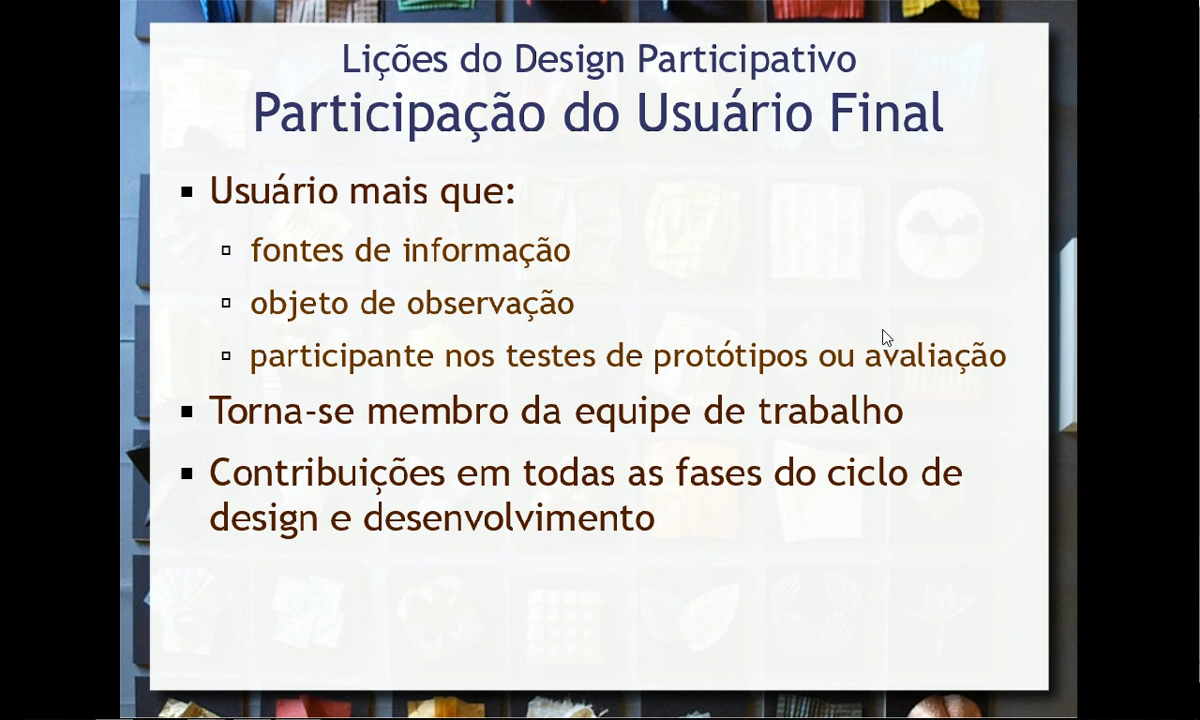 Lições do Design Participativo
Participação do Usuário Final
Usuário mais que:
fontes de informação
objeto de observação
participante nos testes de protótipos ou avaliação
Torna-se membro da equipe de trabalho
Contribuições em todas as fases do ciclo de
design e desenvolvimento